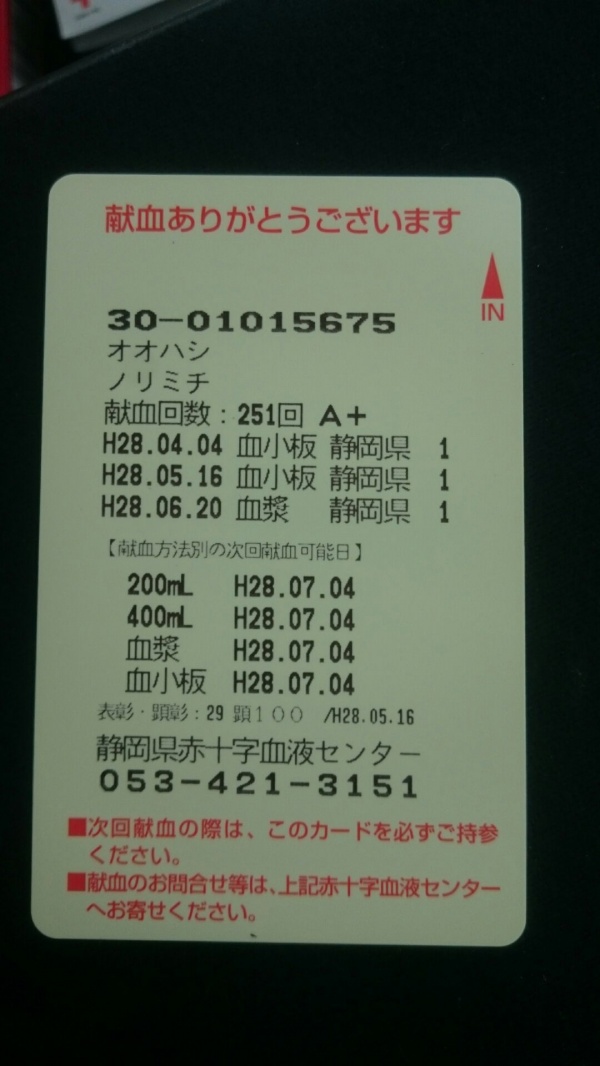 献血ありがとうございます
IN
30-01015675
オオハシ
ノリミチ
献血回数:251回 A+
H28.04.04 血小板 静岡県 1
H28.05.16 血小板 静岡県 1
H28.06.20 血漿 静岡県 1
【献血方法別の次回献血可能日】
200mL H28.07.04
400mL H28.07.04
血漿 H28.07.04
血小板 H28.07.04
表彰・顕彰:29 顕100 /H28.05.16
静岡県赤十字血液センター
053-421-3151
■次回献血の際は、このカードを必ずご持参
ください。
■献血のお問合せ等は、上記赤十字血液センター
へお寄せください。